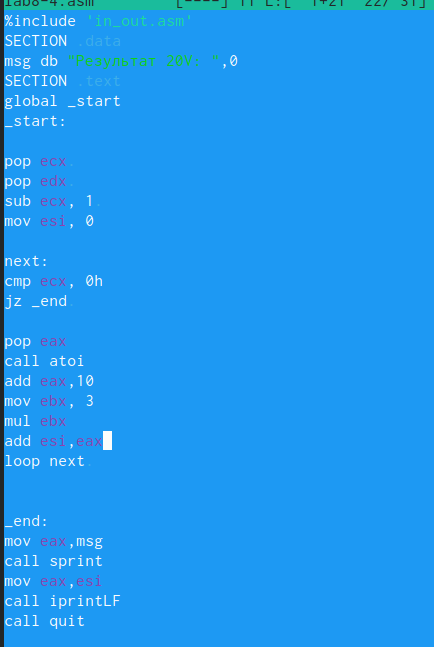 lab8-4.asm [----] 11 L:[ 1+21 22/ 31]
%include 'in_out.asm'
SECTION .data
msg db ",0
SECTION .text
global _start
_start:
pop ecx
pop edx
sub ecx, 1
mov esi, 0
next:
cmp ecx, 0h
jz _end
pop eax
call atoi
add eax,10
mov ebx, 3
mul ebx
add esi,eax
loop next
_end:
mov eax,msg
call sprint
mov eax,esi
call iprintLF
call quit